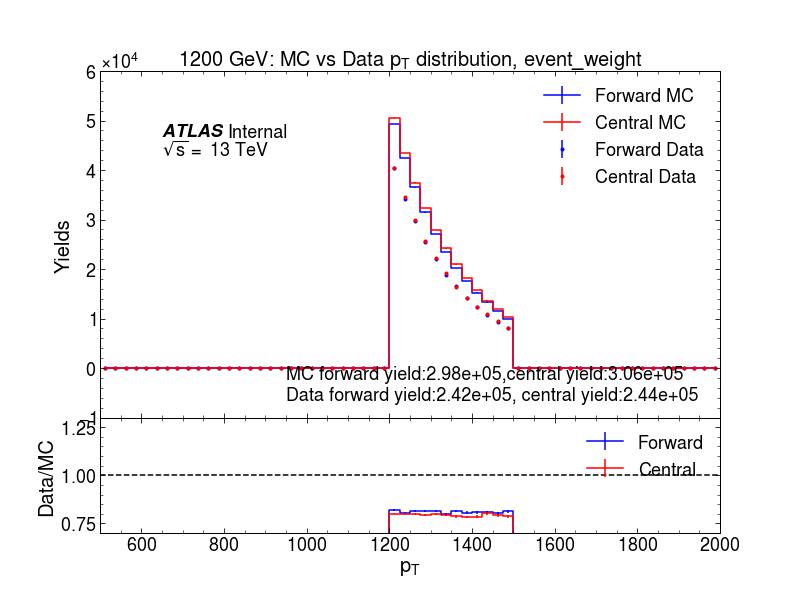 ×10⁴
1200 GeV: MC vs Data p_T distribution, event_weight
6
5
4
3
2
1
0
−1
Yields
ATLAS Internal
√s = 13 TeV
Forward MC
Central MC
Forward Data
Central Data
MC forward yield:2.98e+05,central yield:3.06e+05
Data forward yield:2.42e+05, central yield:2.44e+05
1.25
1.00
0.75
Data/MC
Forward
Central
600 800 1000 1200 1400 1600 1800 2000
p_T